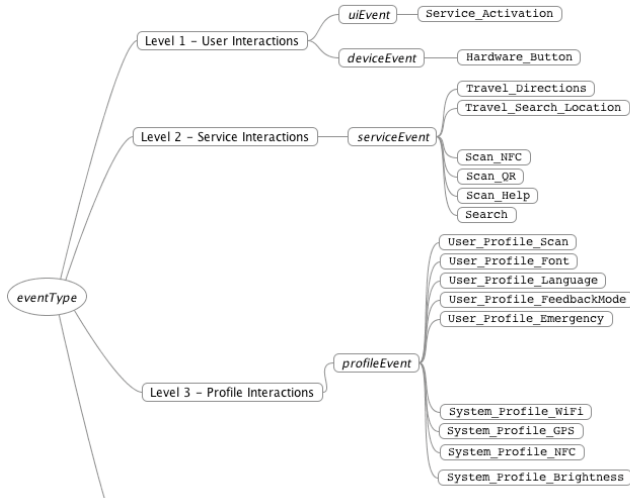 eventType
Level 1 – User Interactions
uiEvent
Service_Activation
deviceEvent
Hardware_Button
Level 2 – Service Interactions
serviceEvent
Travel_Directions
Travel_Search_Location
Scan_NFC
Scan_QR
Scan_Help
Search
Level 3 – Profile Interactions
profileEvent
User_Profile_Scan
User_Profile_Font
User_Profile_Language
User_Profile_FeedbackMode
User_Profile_Emergency
System_Profile_WiFi
System_Profile_GPS
System_Profile_NFC
System_Profile_Brightness